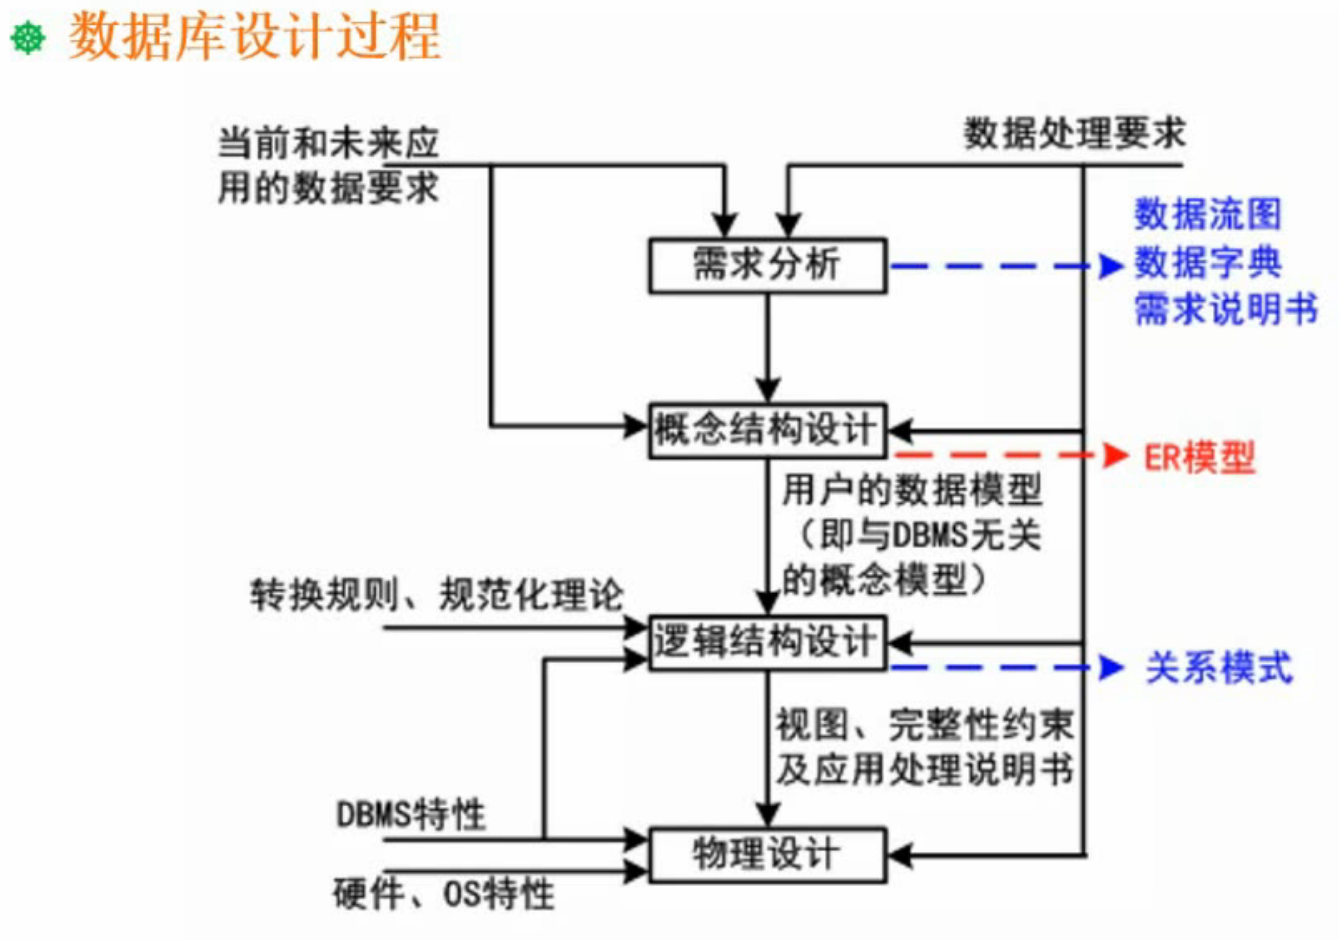 数据库设计过程
当前和未来应
用的数据要求
数据处理要求
数据流图
数据字典
需求说明书
需求分析
概念结构设计
ER模型
用户的数据模型
（即与DBMS无关
的概念模型）
转换规则、规范化理论
逻辑结构设计
关系模式
视图、完整性约束
及应用处理说明书
DBMS特性
物理设计
硬件、OS特性